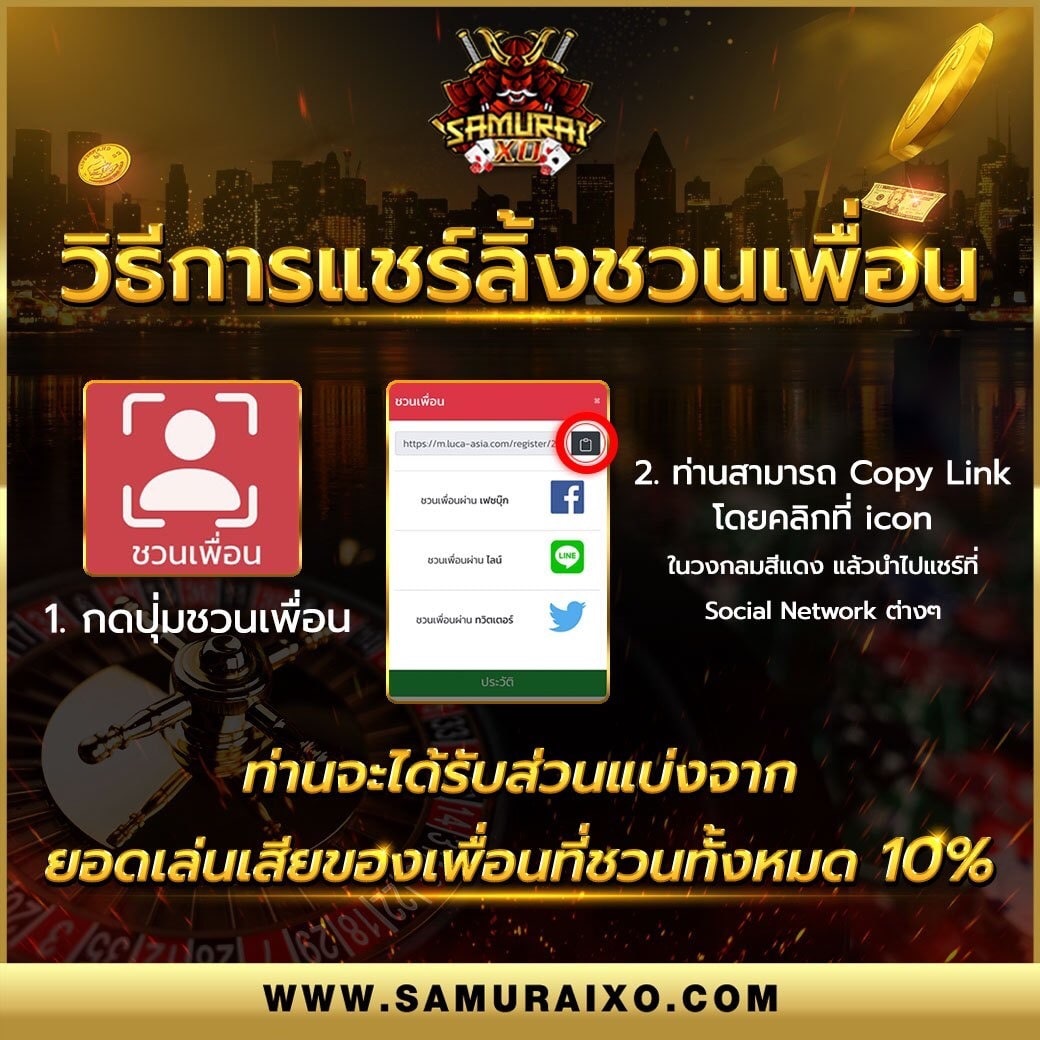 SAMURAI
XO
วิธีการแชร์ลิ้งชวนเพื่อน
ชวนเพื่อน
1. กดปุ่มชวนเพื่อน
ชวนเพื่อน
https://m.luca-asia.com/register/2
ชวนเพื่อนผ่าน เฟซบุ๊ก
ชวนเพื่อนผ่าน ไลน์
LINE
ชวนเพื่อนผ่าน ทวิตเตอร์
ประวัติ
2. ท่านสามารถ Copy Link
โดยคลิกที่ icon
ในวงกลมสีแดง แล้วนำไปแชร์ที่
Social Network ต่างๆ
ท่านจะได้รับส่วนแบ่งจาก
ยอดเล่นเสียของเพื่อนที่ชวนทั้งหมด 10%
WWW.SAMURAIXO.COM